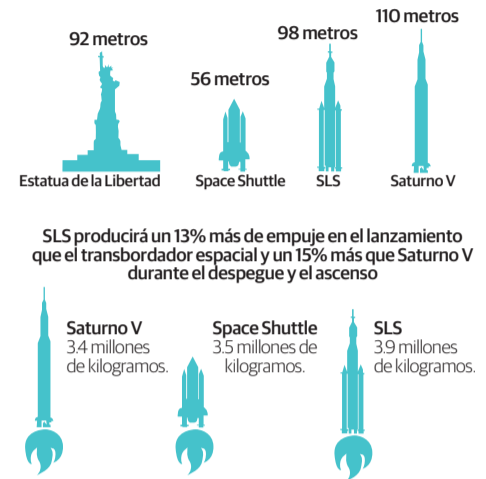 92 metros
56 metros
98 metros
110 metros
Estatua de la Libertad
Space Shuttle
SLS
Saturno V
SLS producirá un 13% más de empuje en el lanzamiento
que el transbordador espacial y un 15% más que Saturno V
durante el despegue y el ascenso
Saturno V
3.4 millones
de kilogramos.
Space Shuttle
3.5 millones de
kilogramos.
SLS
3.9 millones
de kilogramos.